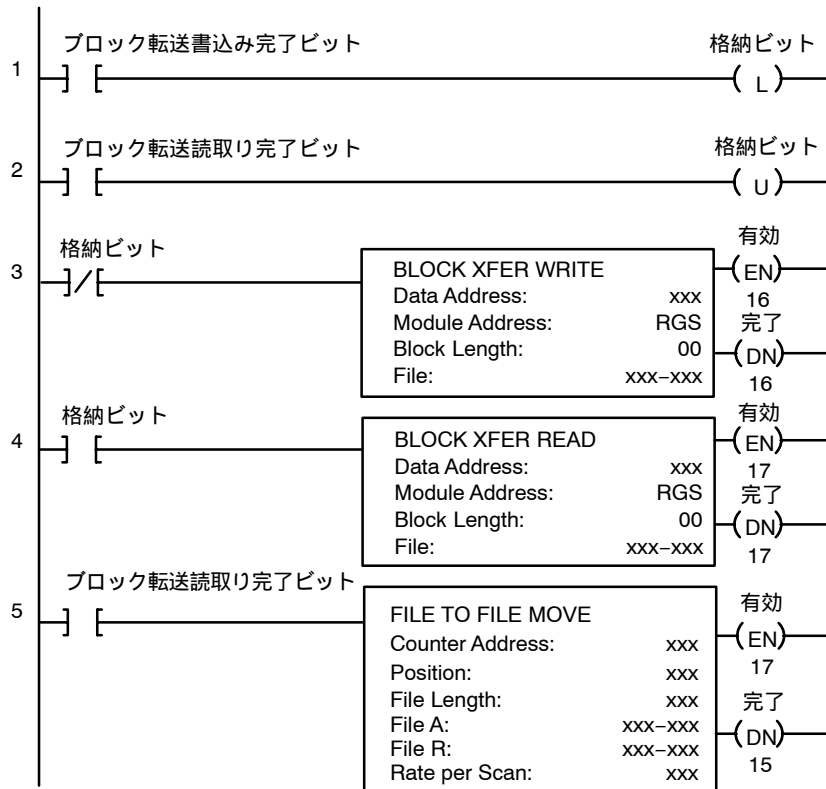 ブロック転送書込み完了ビット 格納ビット
1 L
ブロック転送読取り完了ビット 格納ビット
2 U
格納ビット 有効
3 BLOCK XFER WRITE EN
Data Address: xxx 16
Module Address: RGS 完了
Block Length: 00 DN
File: xxx–xxx 16
格納ビット 有効
4 BLOCK XFER READ EN
Data Address: xxx 17
Module Address: RGS 完了
Block Length: 00 DN
File: xxx–xxx 17
ブロック転送読取り完了ビット
5 FILE TO FILE MOVE 有効
Counter Address: xxx EN
Position: xxx 17
File Length: xxx 完了
File A: xxx–xxx DN
File R: xxx–xxx
Rate per Scan: xxx 15